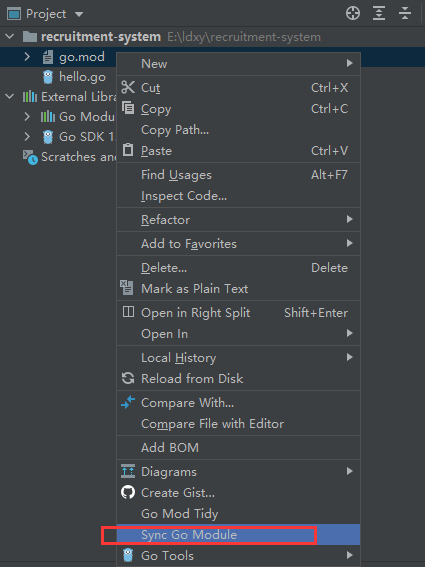 Project
recruitment-system E:\ldxy\recruitment-system
go.mod
hello.go
External Libra
Go Modu
Go SDK 1.
Scratches and
New
Cut Ctrl+X
Copy Ctrl+C
Copy Path...
Paste Ctrl+V
Find Usages Alt+F7
Inspect Code...
Refactor
Add to Favorites
Delete... Delete
Mark as Plain Text
Open in Right Split Shift+Enter
Open In
Local History
Reload from Disk
Compare With...
Compare File with Editor
Add BOM
Diagrams
Create Gist...
Go Mod Tidy
Sync Go Module
Go Tools